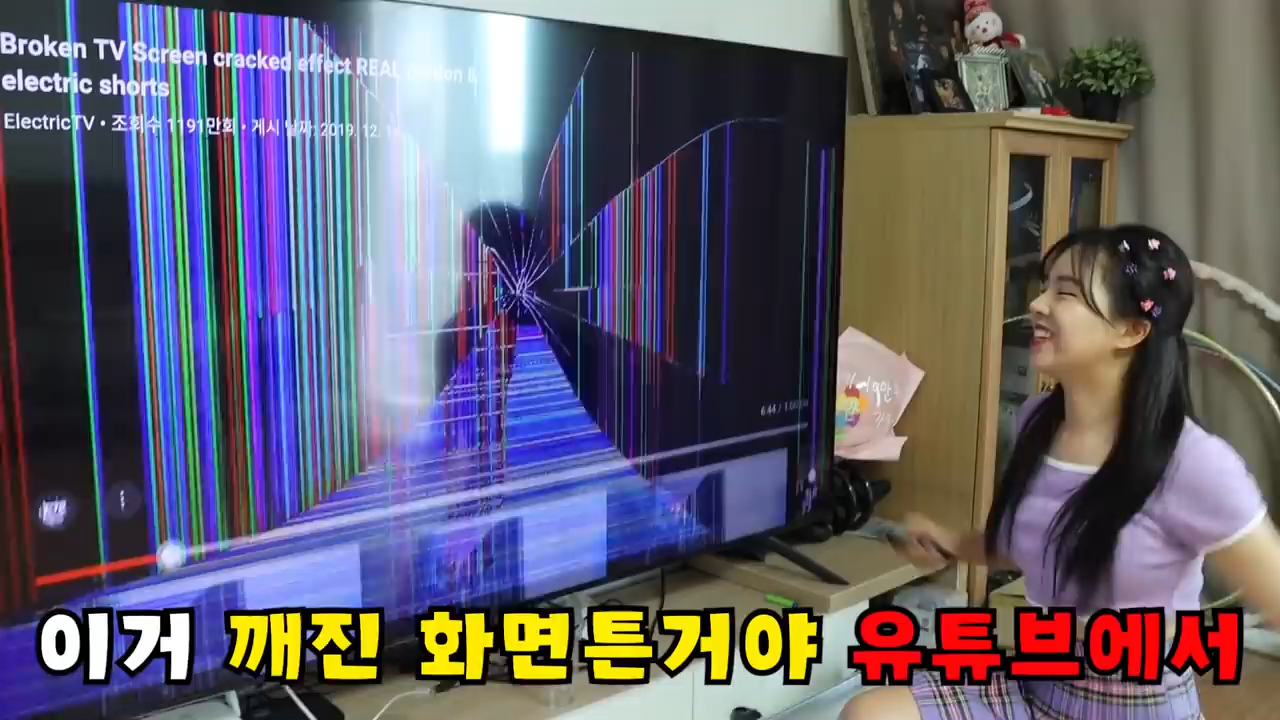 Broken TV Screen cracked effect REAL
electric shorts
ElectricTV • 조회수 1191만회 • 게시 날짜: 2019. 12.
6:44
이거 깨진 화면튼거야 유튜브에서